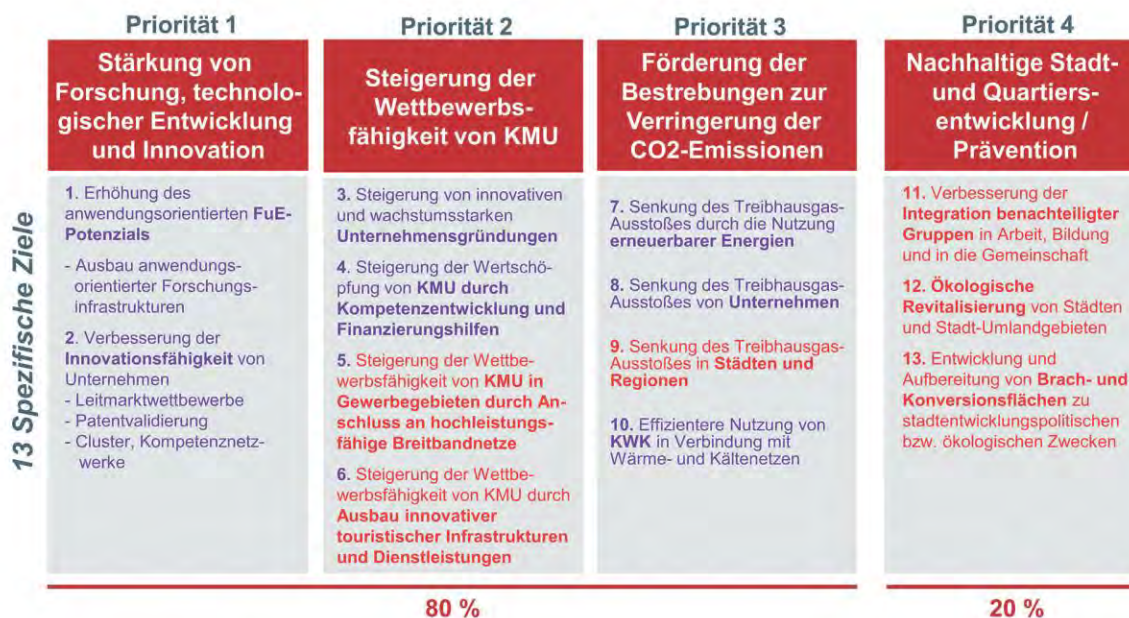 13 Spezifische Ziele
Priorität 1
Stärkung von
Forschung, technolo-
gischer Entwicklung
und Innovation
1. Erhöhung des
anwendungsorientierten FuE-
Potenzials
- Ausbau anwendungs-
orientierter Forschungs-
infrastrukturen
2. Verbesserung der
Innovationsfähigkeit von
Unternehmen
- Leitmarktwettbewerbe
- Patentvalidierung
- Cluster, Kompetenznetz-
werke
Priorität 2
Steigerung der
Wettbewerbs-
fähigkeit von KMU
3. Steigerung von innovativen
und wachstumsstarken
Unternehmensgründungen
4. Steigerung der Wertschö-
pfung von KMU durch
Kompetenzentwicklung und
Finanzierungshilfen
5. Steigerung der Wettbe-
werbsfähigkeit von KMU in
Gewerbegebieten durch An-
schluss an hochleistungs-
fähige Breitbandnetze
6. Steigerung der Wettbe-
werbsfähigkeit von KMU durch
Ausbau innovativer
touristischer Infrastrukturen
und Dienstleistungen
Priorität 3
Förderung der
Bestrebungen zur
Verringerung der
CO2-Emissionen
7. Senkung des Treibhausgas-
Ausstoßes durch die Nutzung
erneuerbarer Energien
8. Senkung des Treibhausgas-
Ausstoßes von Unternehmen
9. Senkung des Treibhausgas-
Ausstoßes in Städten und
Regionen
10. Effizientere Nutzung von
KWK in Verbindung mit
Wärme- und Kältenetzen
Priorität 4
Nachhaltige Stadt-
und Quartiers-
entwicklung /
Prävention
11. Verbesserung der
Integration benachteiligter
Gruppen in Arbeit, Bildung
und in die Gemeinschaft
12. Ökologische
Revitalisierung von Städten
und Stadt-Umlandgebieten
13. Entwicklung und
Aufbereitung von Brach- und
Konversionsflächen zu
stadtentwicklungspolitischen
bzw. ökologischen Zwecken
80 %
20 %